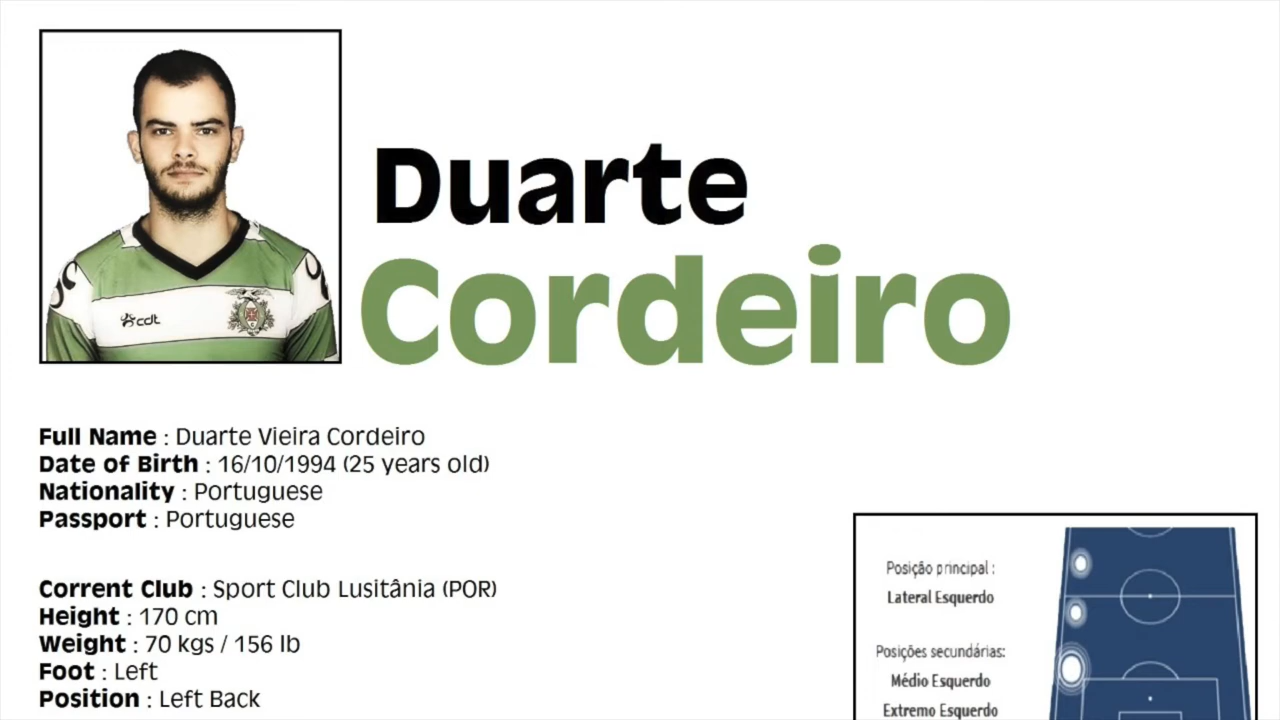 Duarte
Cordeiro
cdt
Full Name : Duarte Vieira Cordeiro
Date of Birth : 16/10/1994 (25 years old)
Nationality : Portuguese
Passport : Portuguese
Corrent Club : Sport Club Lusitânia (POR)
Height : 170 cm
Weight : 70 kgs / 156 lb
Foot : Left
Position : Left Back
Posição principal :
Lateral Esquerdo
Posições secundárias:
Médio Esquerdo
Extremo Esquerdo